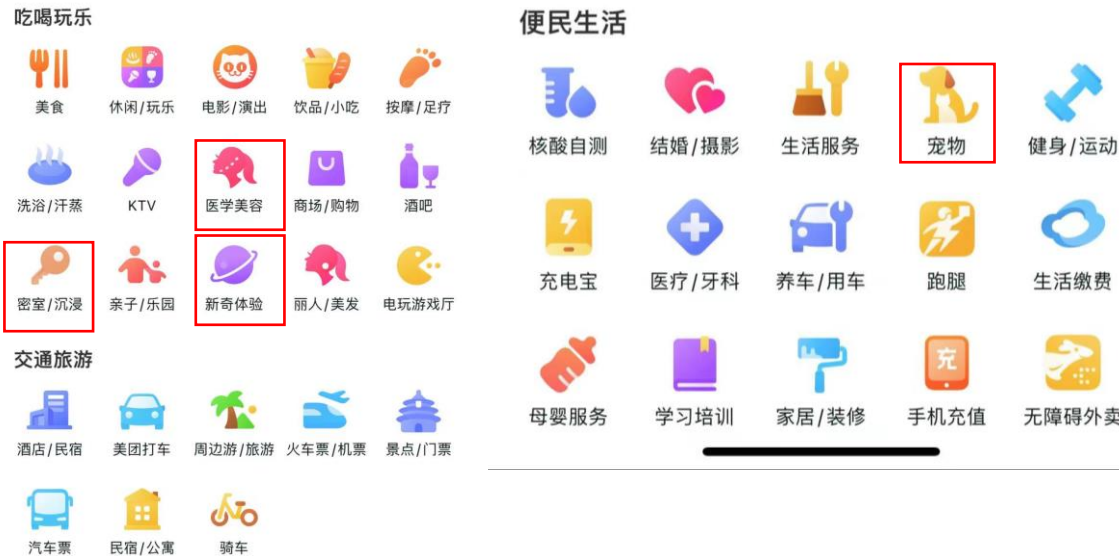 吃喝玩乐
美食 休闲/玩乐 电影/演出 饮品/小吃 按摩/足疗
洗浴/汗蒸 KTV 医学美容 商场/购物 酒吧
密室/沉浸 亲子/乐园 新奇体验 丽人/美发 电玩游戏厅
交通旅游
酒店/民宿 美团打车 周边游/旅游 火车票/机票 景点/门票
汽车票 民宿/公寓 骑车
便民生活
核酸自测 结婚/摄影 生活服务 宠物 健身/运动
充电宝 医疗/牙科 养车/用车 跑腿 生活缴费
充
母婴服务 学习培训 家居/装修 手机充值 无障碍外卖